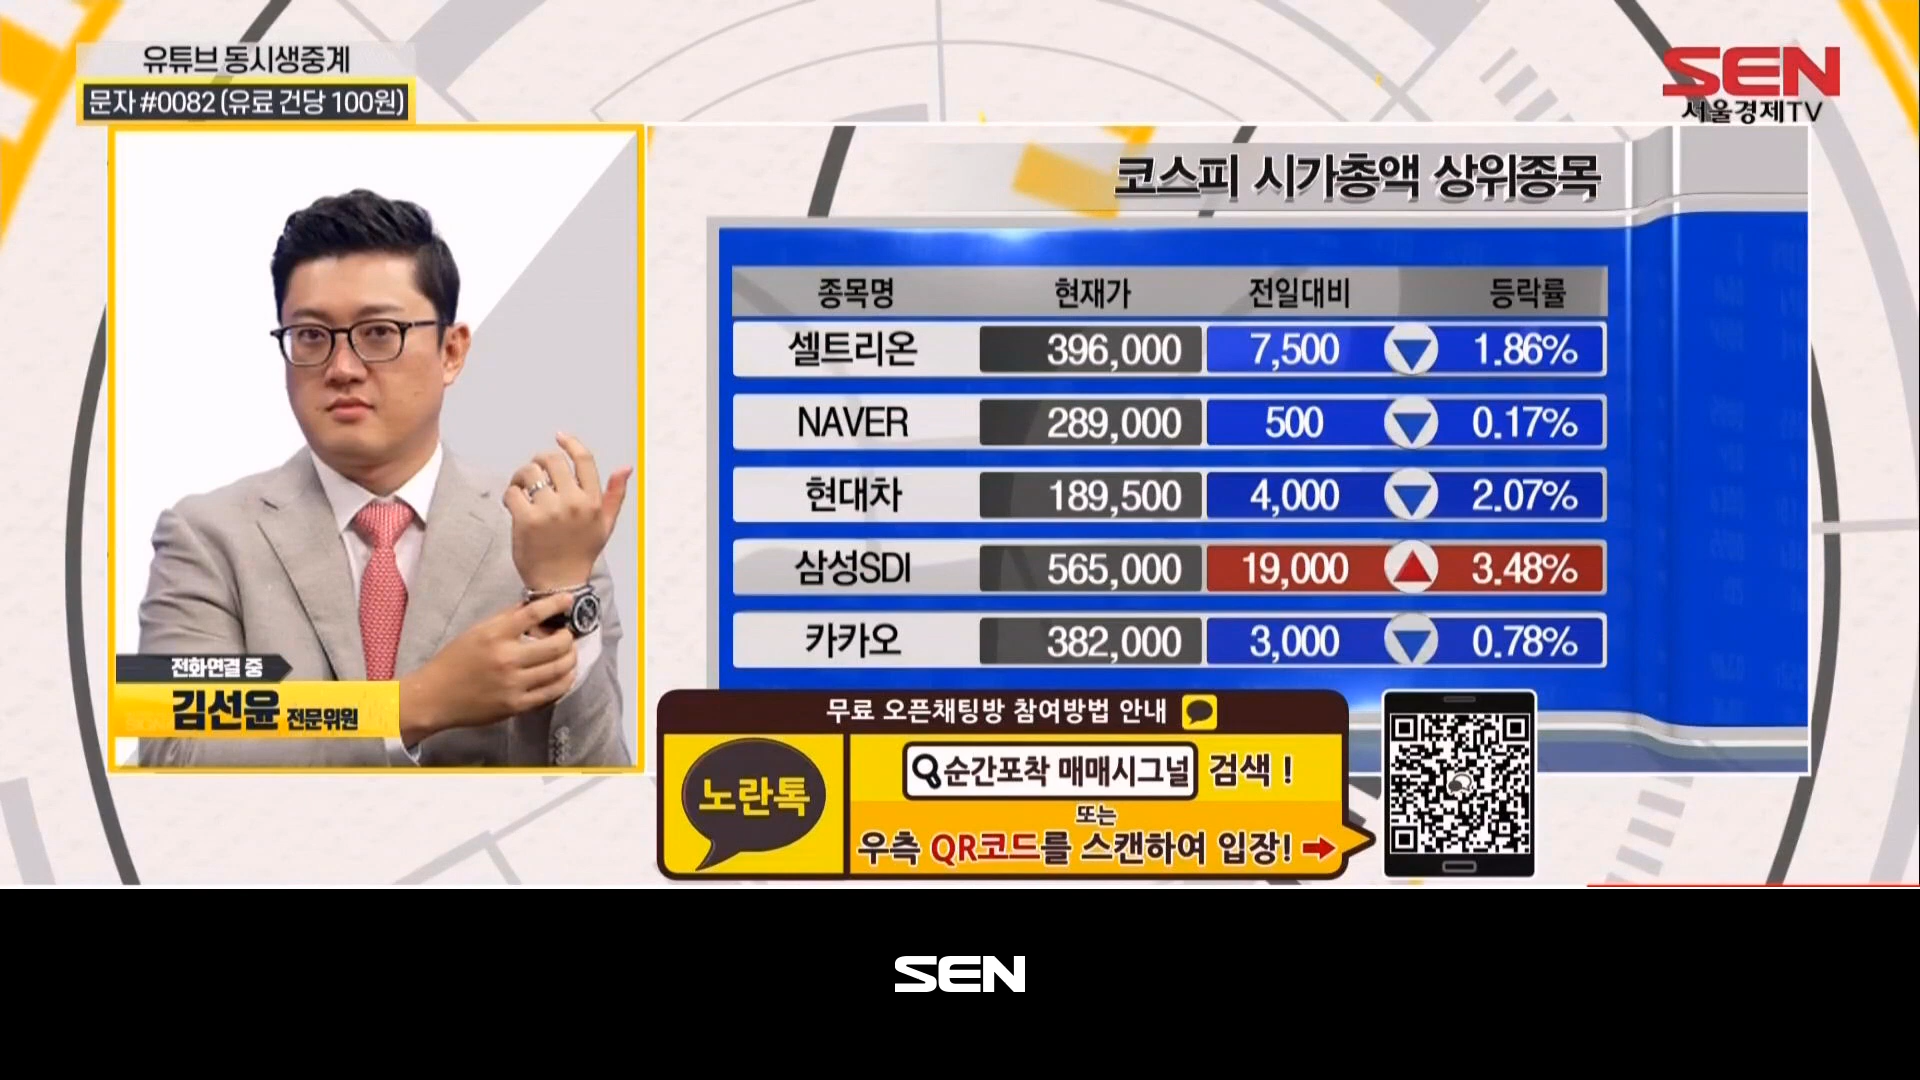 유튜브 동시생중계
문자 #0082 (유료 건당 100원)
SEN
서울경제TV
코스피 시가총액 상위종목
종목명 현재가 전일대비 등락률
셀트리온 396,000 7,500 ▼ 1.86%
NAVER 289,000 500 ▼ 0.17%
현대차 189,500 4,000 ▼ 2.07%
삼성SDI 565,000 19,000 ▲ 3.48%
카카오 382,000 3,000 ▼ 0.78%
전화연결 중
김선윤 전문위원
무료 오픈채팅방 참여방법 안내
노란톡
순간포착 매매시그널 검색 !
또는
우측 QR코드를 스캔하여 입장! →
SEN